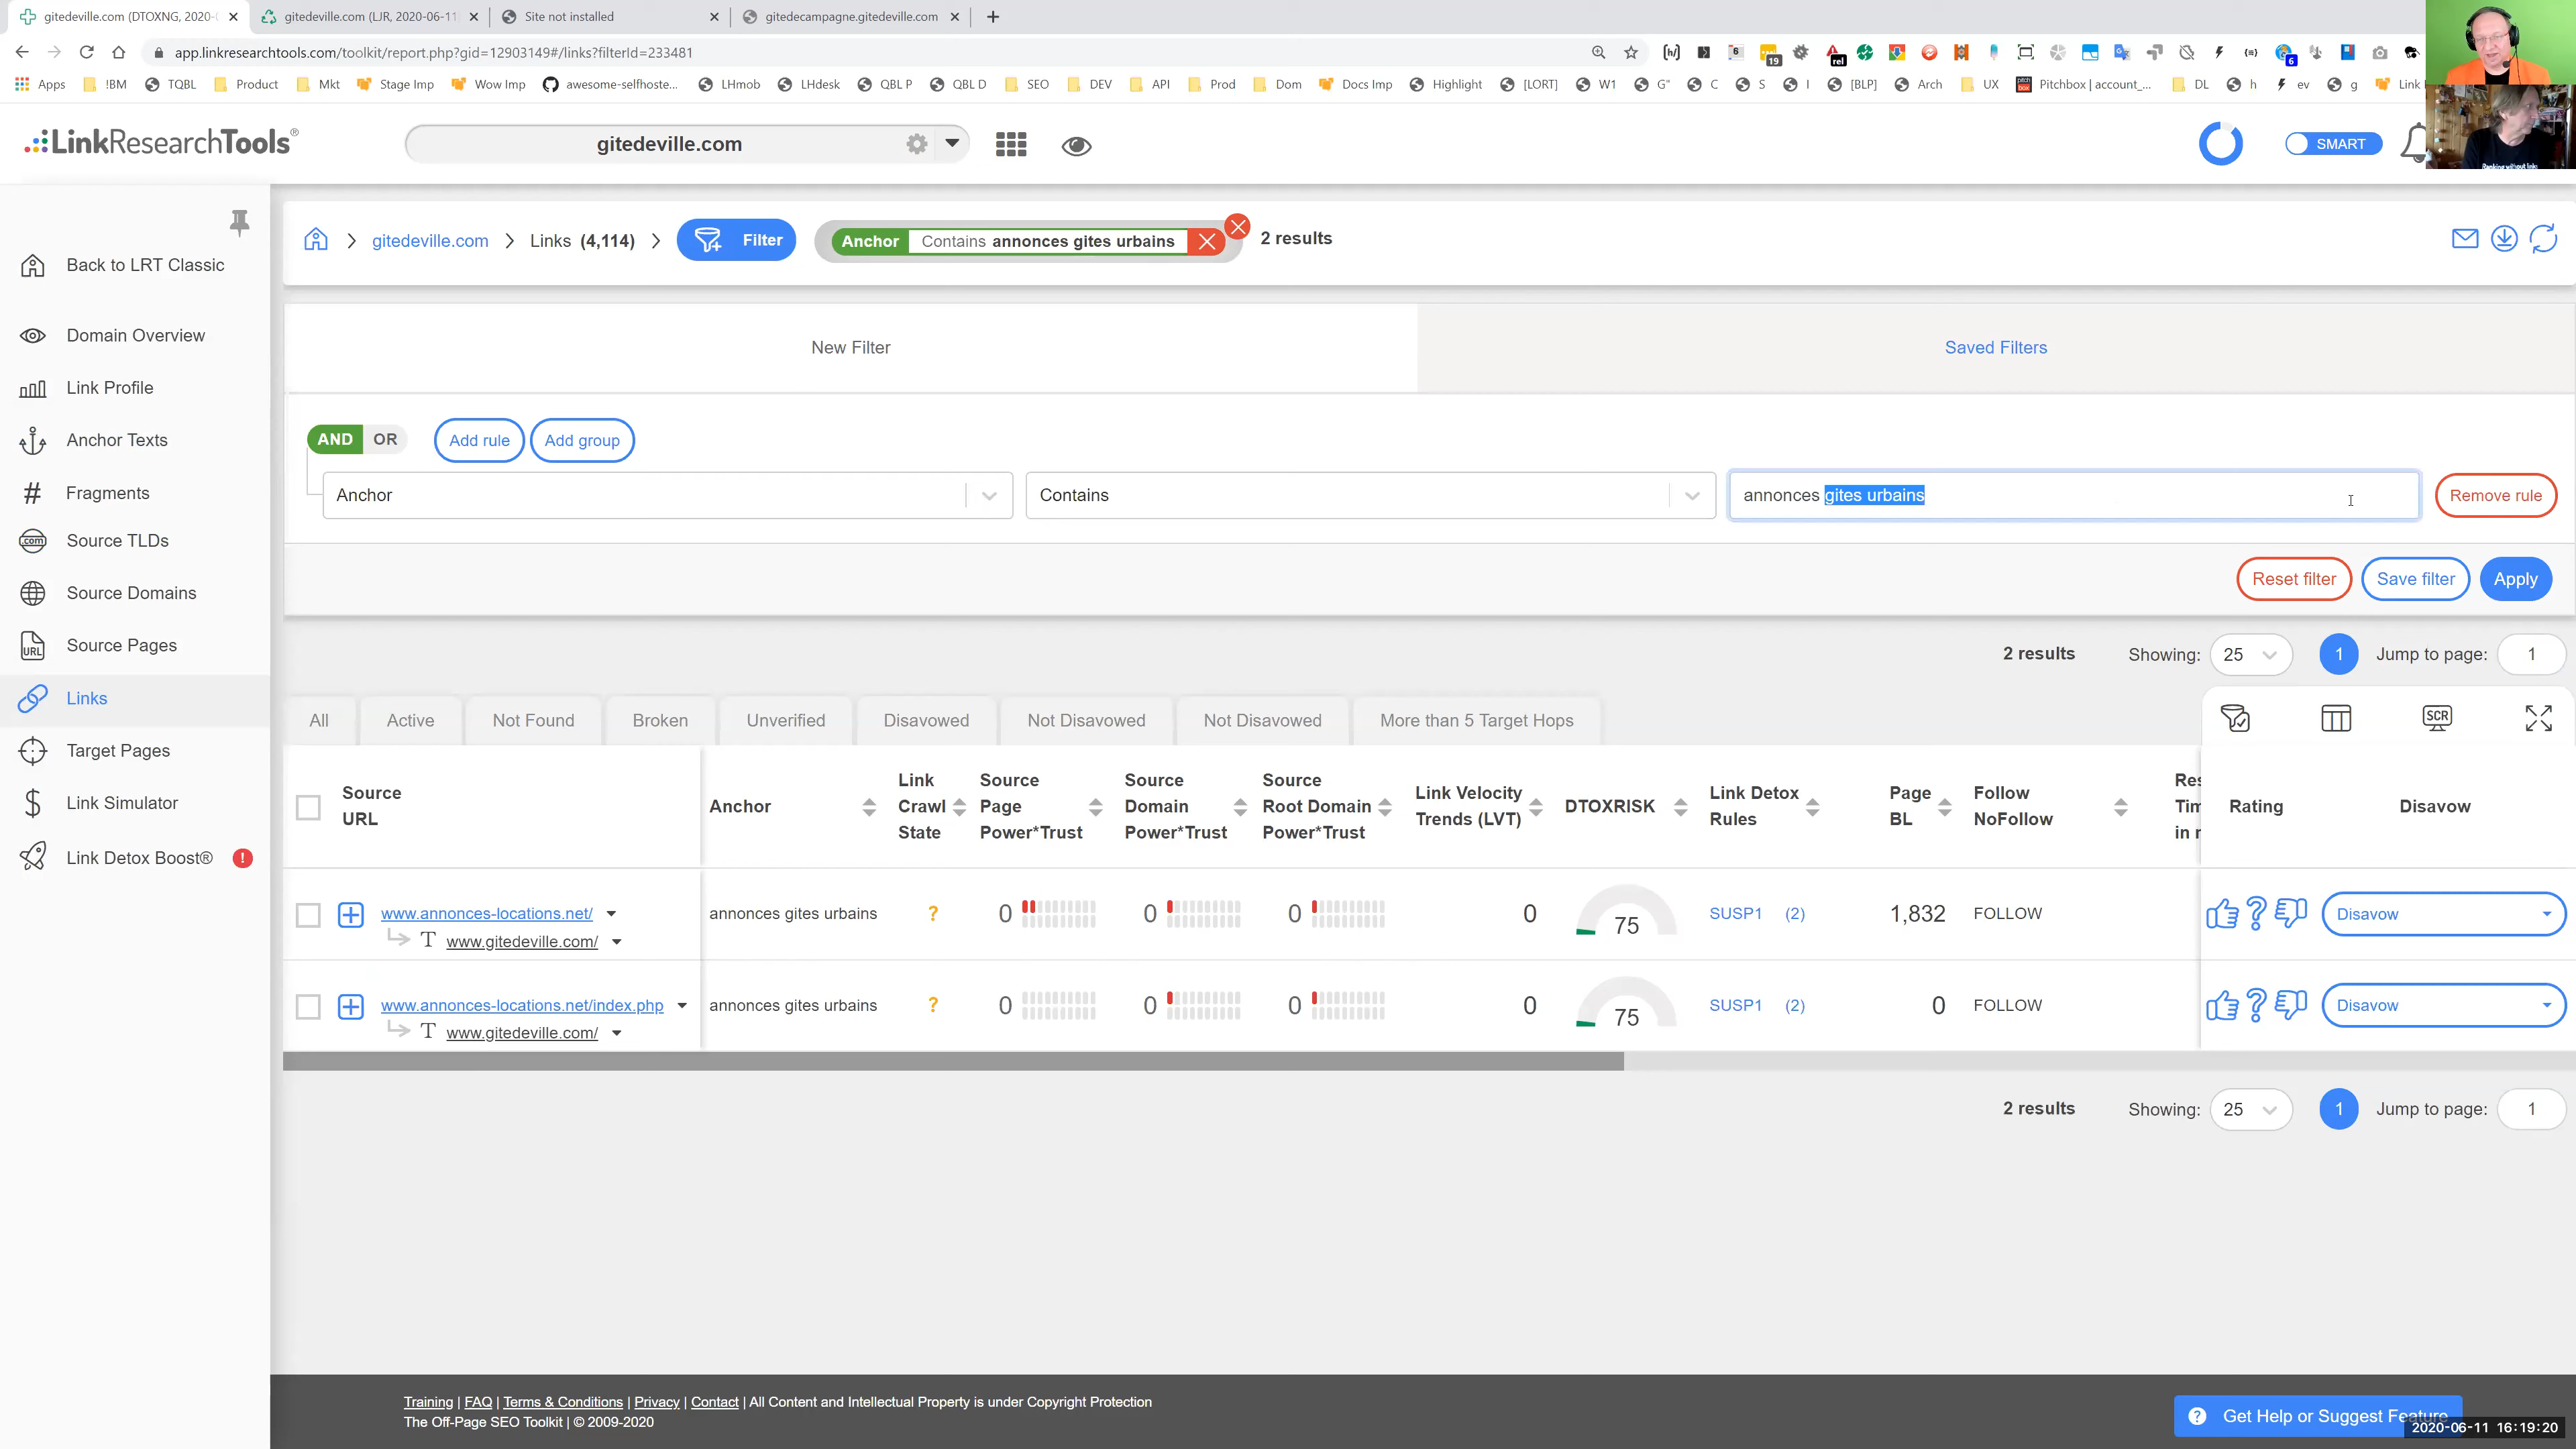 gitedeville.com (DTOXNG, 2020-
gitedeville.com (LJR, 2020-06-11
Site not installed
gitedecampagne.gitedeville.com
app.linkresearchtools.com/toolkit/report.php?gid=12903149#/links?filterId=233481
Apps !BM TQBL Product Mkt Stage Imp Wow Imp awesome-selfhoste... LHmob LHdesk QBL P QBL D SEO DEV API Prod Dom Docs Imp Highlight [LORT] W1 G" C S I [BLP] Arch UX Pitchbox | account_... DL h ev g Link
19 rel 6
LinkResearchTools®
gitedeville.com
SMART
Ranking without links
Back to LRT Classic
Domain Overview
Link Profile
Anchor Texts
Fragments
Source TLDs
Source Domains
Source Pages
Links
Target Pages
Link Simulator
Link Detox Boost® !
gitedeville.com > Links (4,114) > Filter Anchor Contains annonces gites urbains 2 results
New Filter
Saved Filters
AND OR Add rule Add group
Anchor Contains annonces gites urbains Remove rule
Reset filter Save filter Apply
2 results Showing: 25 1 Jump to page: 1
All Active Not Found Broken Unverified Disavowed Not Disavowed Not Disavowed More than 5 Target Hops
SCR
Source URL
Anchor
Link Crawl State
Source Page Power*Trust
Source Domain Power*Trust
Source Root Domain Power*Trust
Link Velocity Trends (LVT)
DTOXRISK
Link Detox Rules
Page BL
Follow NoFollow
Rating
Disavow
www.annonces-locations.net/ annonces gites urbains ? 0 0 0 0 75 SUSP1 (2) 1,832 FOLLOW Disavow
T www.gitedeville.com/
www.annonces-locations.net/index.php annonces gites urbains ? 0 0 0 0 75 SUSP1 (2) 0 FOLLOW Disavow
T www.gitedeville.com/
2 results Showing: 25 1 Jump to page: 1
Training | FAQ | Terms & Conditions | Privacy | Contact | All Content and Intellectual Property is under Copyright Protection
The Off-Page SEO Toolkit | © 2009-2020
Get Help or Suggest Feature
2020-06-11 16:19:20